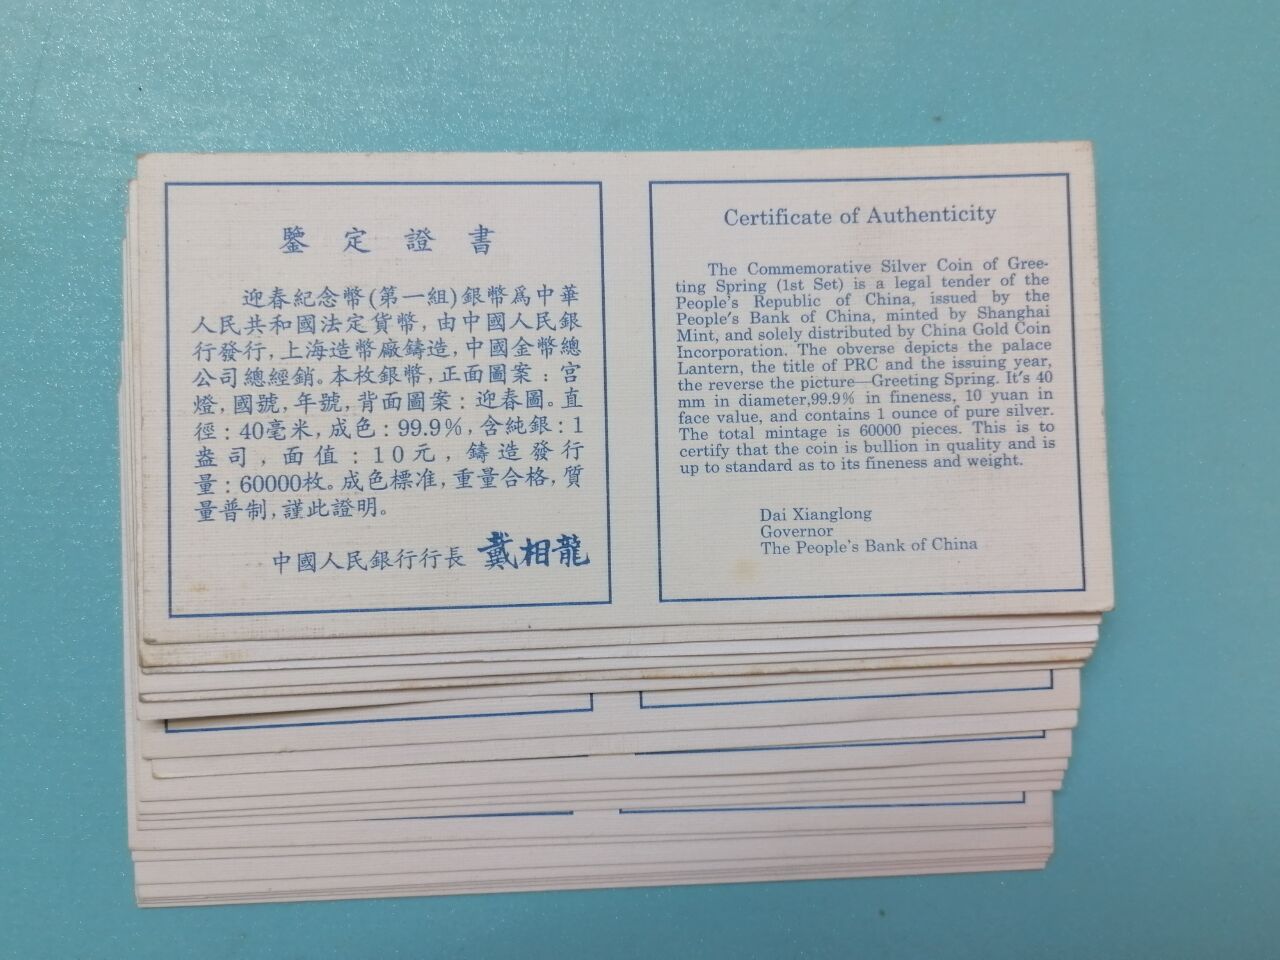 鑒定證書
迎春紀念幣(第一組)銀幣爲中華
人民共和國法定貨幣,由中國人民銀
行發行,上海造幣廠鑄造,中國金幣總
公司總經銷。本枚銀幣,正面圖案:宫
燈,國號,年號,背面圖案:迎春圖。直
徑:40毫米,成色:99.9%,含純銀:1
盎司,面值:10元,鑄造發行
量:60000枚。成色標准,重量合格,質
量普制,謹此證明。
中國人民銀行行長 戴相龍
Certificate of Authenticity
The Commemorative Silver Coin of Gree-
ting Spring (1st Set) is a legal tender of the
People's Republic of China, issued by the
People's Bank of China, minted by Shanghai
Mint, and solely distributed by China Gold Coin
Incorporation. The obverse depicts the palace
Lantern, the title of PRC and the issuing year,
the reverse the picture—Greeting Spring. It's 40
mm in diameter,99.9% in fineness, 10 yuan in
face value, and contains 1 ounce of pure silver.
The total mintage is 60000 pieces. This is to
certify that the coin is bullion in quality and is
up to standard as to its fineness and weight.
Dai Xianglong
Governor
The People's Bank of China